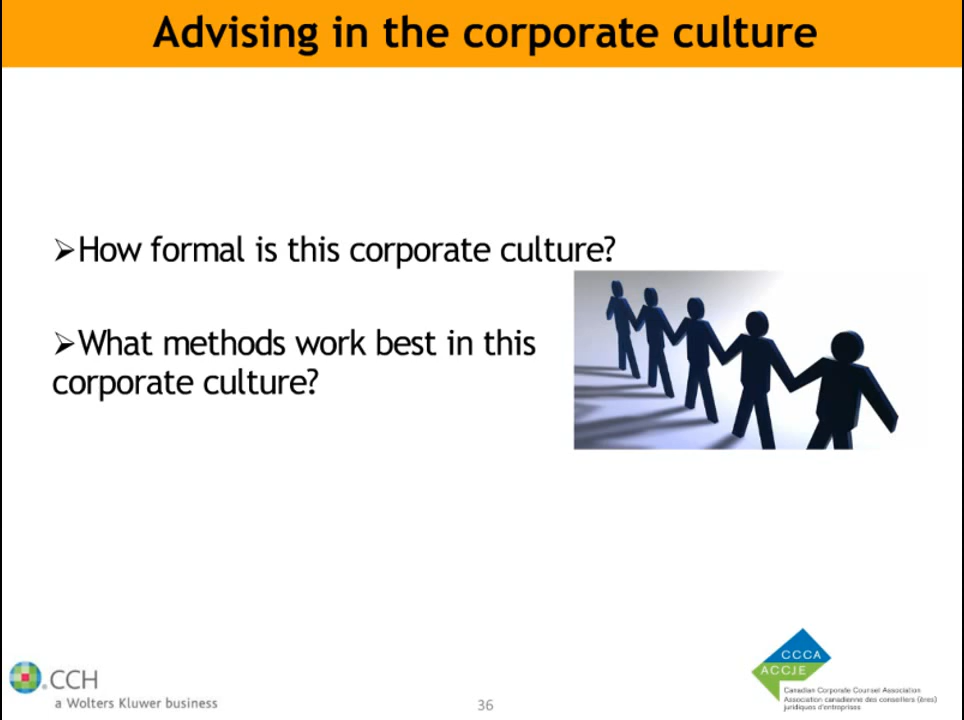 Advising in the corporate culture
➢How formal is this corporate culture?
➢What methods work best in this
corporate culture?
CCH
a Wolters Kluwer business
36
CCCA
ACCJE
Canadian Corporate Counsel Association
Association canadienne des conseillers (ères)
juridiques d'entreprises